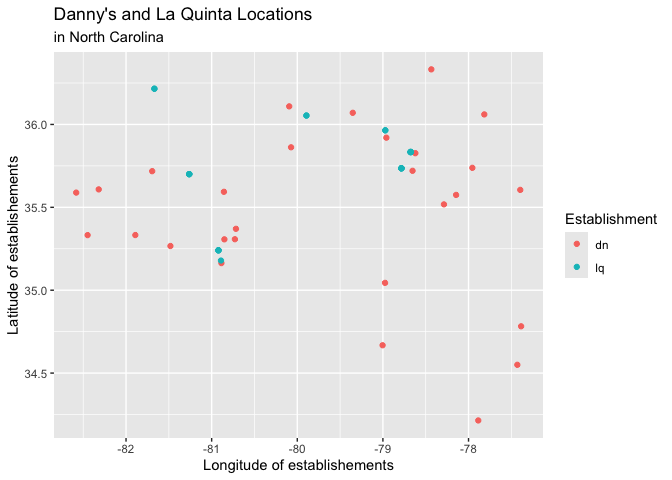 Danny's and La Quinta Locations
in North Carolina
36.0
35.5
35.0
34.5
Latitude of establishements
-82
-81
-80
-79
-78
Longitude of establishements
Establishment
dn
lq